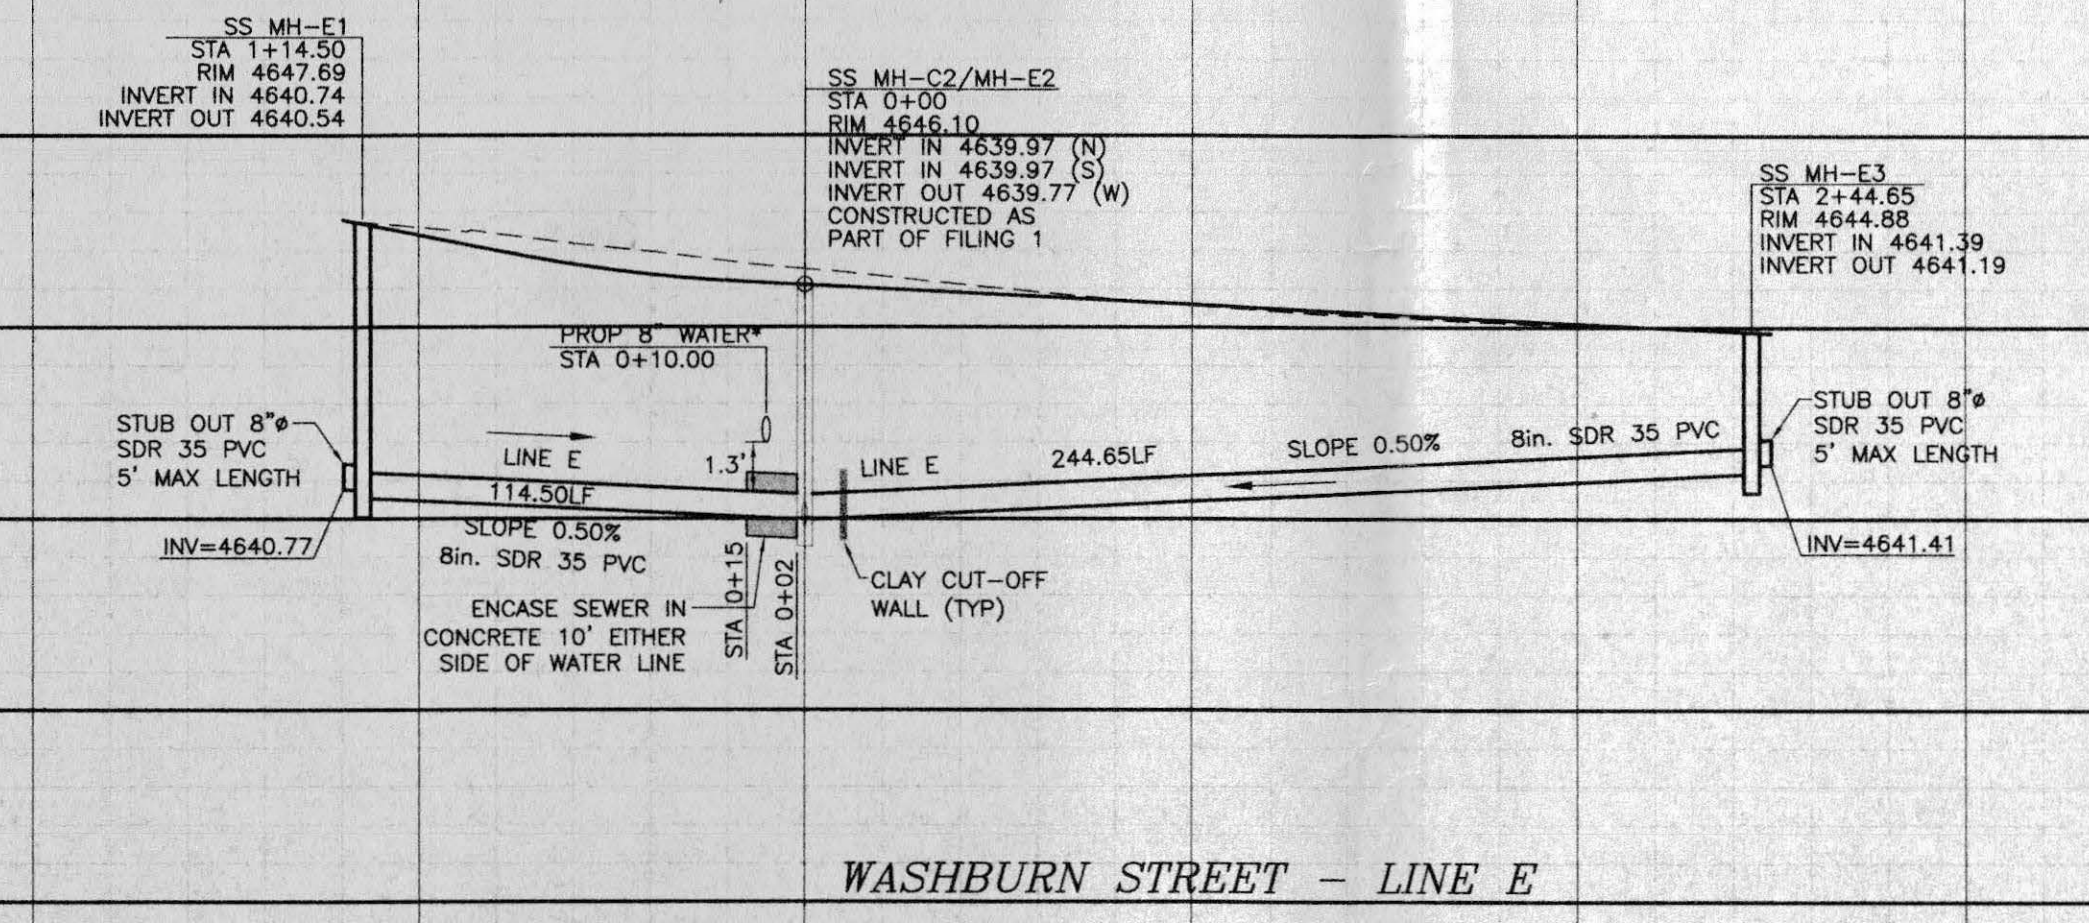 SS MH-E1
STA 1+14.50
RIM 4647.69
INVERT IN 4640.74
INVERT OUT 4640.54
SS MH-C2/MH-E2
STA 0+00
RIM 4646.10
INVERT IN 4639.97 (N)
INVERT IN 4639.97 (S)
INVERT OUT 4639.77 (W)
CONSTRUCTED AS
PART OF FILING 1
SS MH-E3
STA 2+44.65
RIM 4644.88
INVERT IN 4641.39
INVERT OUT 4641.19
PROP 8" WATER*
STA 0+10.00
STUB OUT 8"ø
SDR 35 PVC
5' MAX LENGTH
INV=4640.77
LINE E
114.50LF
SLOPE 0.50%
8in. SDR 35 PVC
1.3'
ENCASE SEWER IN
CONCRETE 10' EITHER
SIDE OF WATER LINE
STA 0+15
STA 0+02
LINE E
244.65LF
SLOPE 0.50%
8in. SDR 35 PVC
CLAY CUT-OFF
WALL (TYP)
STUB OUT 8"ø
SDR 35 PVC
5' MAX LENGTH
INV=4641.41
WASHBURN STREET - LINE E